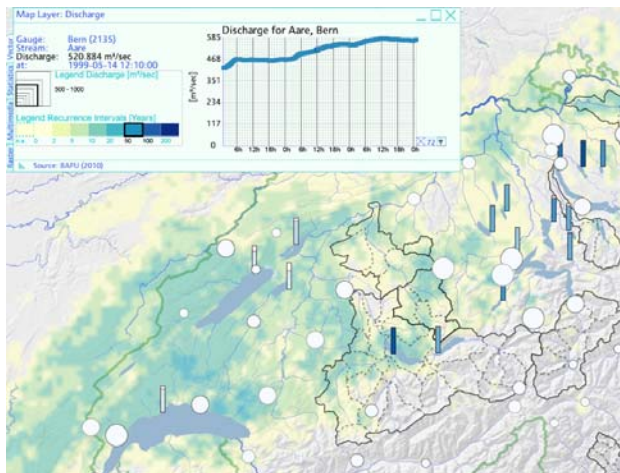 Map Layer: Discharge
Gauge: Bern (2135)
Stream: Aare
Discharge: 520.884 m³/sec
at: 1999-05-14 12:10:00
Legend Discharge [m³/sec]
500 - 1000
Legend Recurrence Intervals [Years]
0 2 5 10 20 30 50 100 200
Source: BAFU (2010)
Raster Multimedia Statistics Vector
Discharge for Aare, Bern
[m³/sec]
585
468
351
234
117
0
6h 12h 18h 0h 6h 12h 18h 0h 6h 12h 18h 0h
72